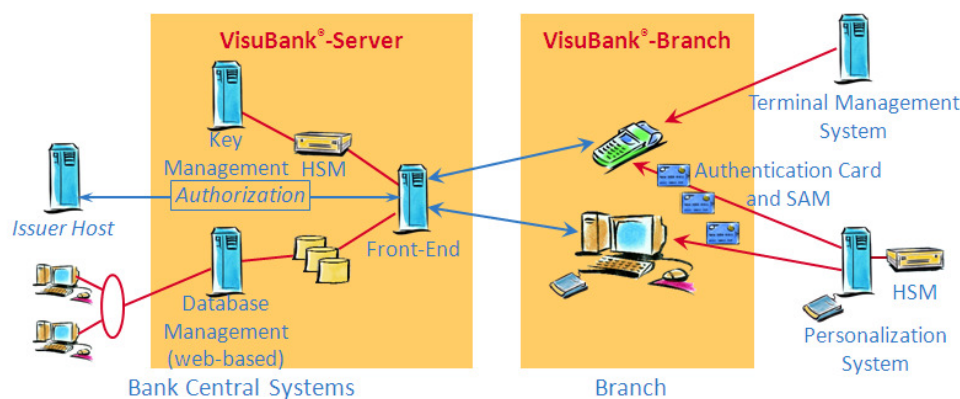 VisuBank®-Server
VisuBank®-Branch
Key
Management
HSM
Terminal Management
System
Authorization
Issuer Host
Front-End
Authentication Card
and SAM
Database
Management
(web-based)
HSM
Personalization
System
Bank Central Systems
Branch